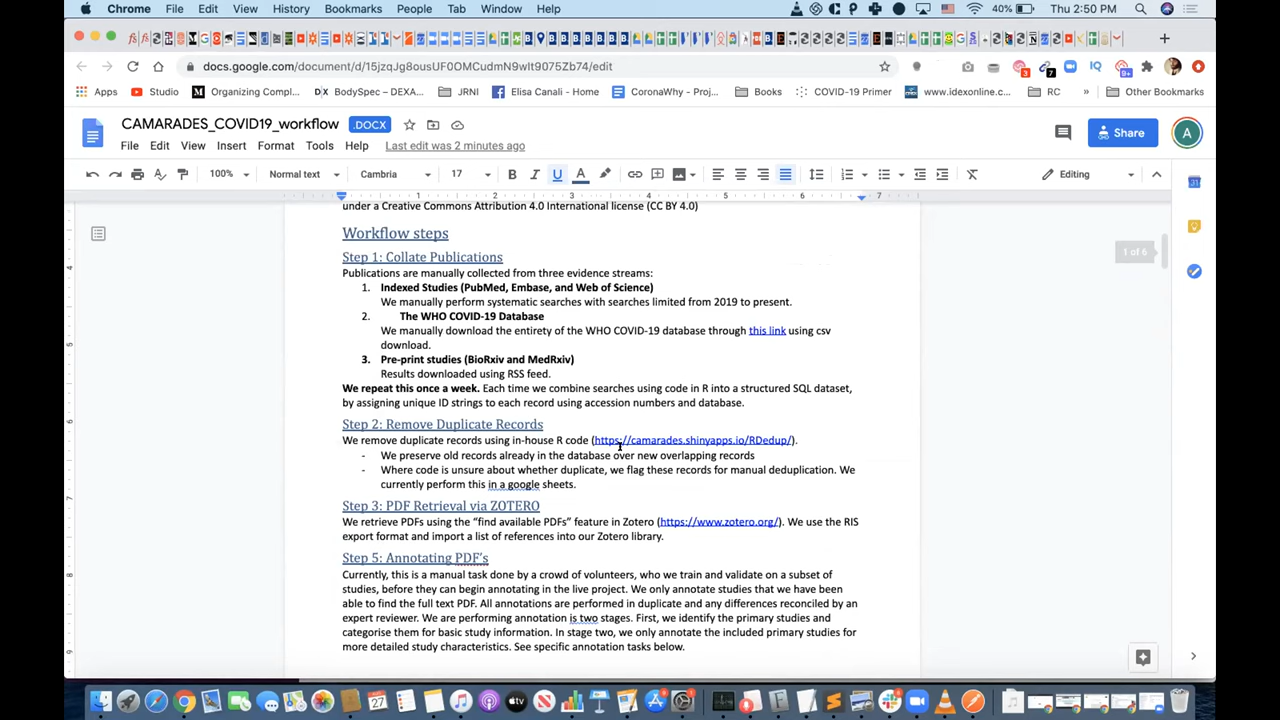 Chrome File Edit View History Bookmarks People Tab Window Help 40% Thu 2:50 PM
docs.google.com/document/d/15jzqJg8ousUF0OMCudmN9wIt9075Zb74/edit
Apps Studio Organizing Compl... BodySpec – DEXA... JRNI Elisa Canali - Home CoronaWhy - Proj... Books COVID-19 Primer www.idexonline.c... RC » Other Bookmarks
CAMARADES_COVID19_workflow .DOCX
Share
File Edit View Insert Format Tools Help Last edit was 2 minutes ago
100% Normal text Cambria 17 B I U A Editing
1 2 3 4 5 6 7
under a Creative Commons Attribution 4.0 International license (CC BY 4.0)
Workflow steps
1 of 6
Step 1: Collate Publications
Publications are manually collected from three evidence streams:
1. Indexed Studies (PubMed, Embase, and Web of Science)
We manually perform systematic searches with searches limited from 2019 to present.
2. The WHO COVID-19 Database
We manually download the entirety of the WHO COVID-19 database through this link using csv
download.
3. Pre-print studies (BioRxiv and MedRxiv)
Results downloaded using RSS feed.
We repeat this once a week. Each time we combine searches using code in R into a structured SQL dataset,
by assigning unique ID strings to each record using accession numbers and database.
Step 2: Remove Duplicate Records
We remove duplicate records using in-house R code (https://camarades.shinyapps.io/RDedup/).
- We preserve old records already in the database over new overlapping records
- Where code is unsure about whether duplicate, we flag these records for manual deduplication. We
currently perform this in a google sheets.
Step 3: PDF Retrieval via ZOTERO
We retrieve PDFs using the “find available PDFs” feature in Zotero (https://www.zotero.org/). We use the RIS
export format and import a list of references into our Zotero library.
Step 5: Annotating PDF’s
Currently, this is a manual task done by a crowd of volunteers, who we train and validate on a subset of
studies, before they can begin annotating in the live project. We only annotate studies that we have been
able to find the full text PDF. All annotations are performed in duplicate and any differences reconciled by an
expert reviewer. We are performing annotation is two stages. First, we identify the primary studies and
categorise them for basic study information. In stage two, we only annotate the included primary studies for
more detailed study characteristics. See specific annotation tasks below.